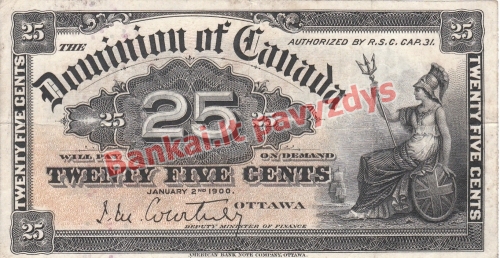 25
25
THE
Dominion of Canada
AUTHORIZED BY R.S.C. CAP. 31.
TWENTY FIVE CENTS
TWENTY FIVE CENTS
25
25
25
Bankai.lt pavyzdys
WILL P
ON DEMAND
TWENTY FIVE CENTS
JANUARY 2ND 1900.
J.M. Courtney
OTTAWA
DEPUTY MINISTER OF FINANCE
25
25
AMERICAN BANK NOTE COMPANY, OTTAWA.